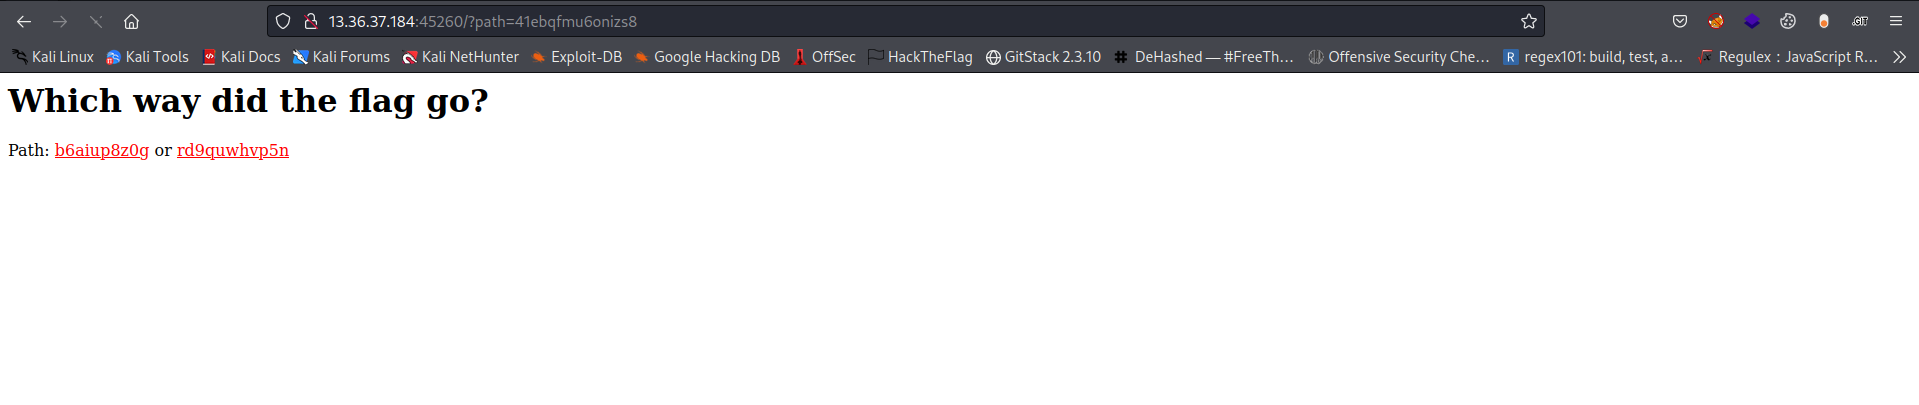 13.36.37.184:45260/?path=41ebqfmu6onizs8
.GIT
Kali Linux Kali Tools Kali Docs Kali Forums Kali NetHunter Exploit-DB Google Hacking DB OffSec HackTheFlag GitStack 2.3.10 DeHashed — #FreeTh… Offensive Security Che… regex101: build, test, a… Regulex : JavaScript R…
Which way did the flag go?
Path: b6aiup8z0g or rd9quwhvp5n